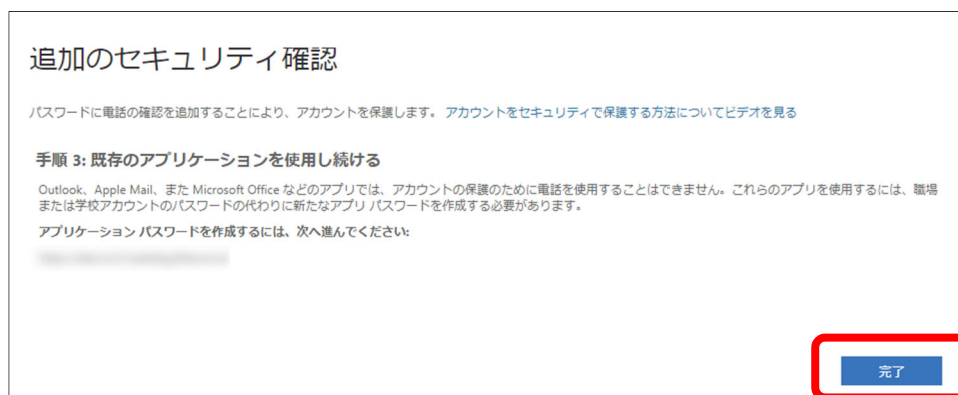 追加のセキュリティ確認
パスワードに電話の確認を追加することにより、アカウントを保護します。 アカウントをセキュリティで保護する方法についてビデオを見る
手順 3: 既存のアプリケーションを使用し続ける
Outlook、Apple Mail、また Microsoft Office などのアプリでは、アカウントの保護のために電話を使用することはできません。これらのアプリを使用するには、職場
または学校アカウントのパスワードの代わりに新たなアプリ パスワードを作成する必要があります。
アプリケーション パスワードを作成するには、次へ進んでください:
完了